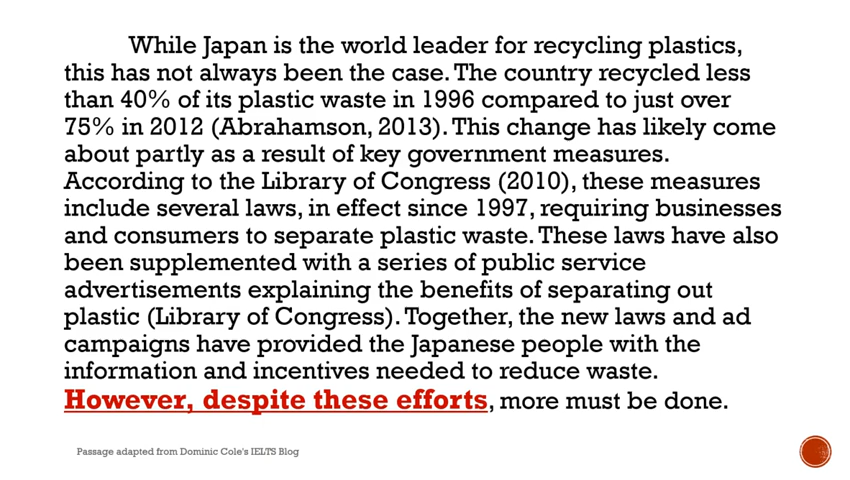 While Japan is the world leader for recycling plastics,
this has not always been the case. The country recycled less
than 40% of its plastic waste in 1996 compared to just over
75% in 2012 (Abrahamson, 2013). This change has likely come
about partly as a result of key government measures.
According to the Library of Congress (2010), these measures
include several laws, in effect since 1997, requiring businesses
and consumers to separate plastic waste. These laws have also
been supplemented with a series of public service
advertisements explaining the benefits of separating out
plastic (Library of Congress). Together, the new laws and ad
campaigns have provided the Japanese people with the
information and incentives needed to reduce waste.
However, despite these efforts, more must be done.
Passage adapted from Dominic Cole's IELTS Blog